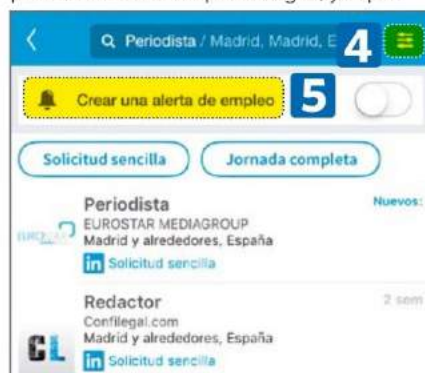 Periodista / Madrid, Madrid, E
4
Crear una alerta de empleo
5
Solicitud sencilla
Jornada completa
Periodista
Nuevos:
EUROSTAR MEDIAGROUP
Madrid y alrededores, España
in Solicitud sencilla
Redactor
2 sem
Confilegal.com
CL
Madrid y alrededores, España
in Solicitud sencilla